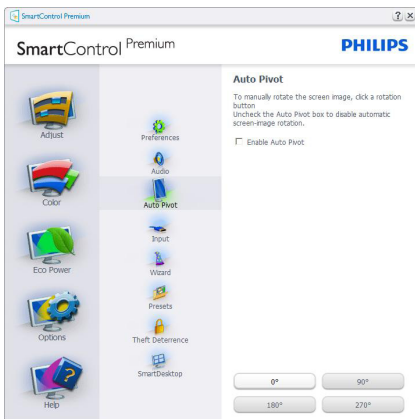 SmartControl Premium
SmartControl Premium
PHILIPS
Adjust
Color
Eco Power
Options
Help
Preferences
Audio
Auto Pivot
Input
Wizard
Presets
Theft Deterrence
SmartDesktop
Auto Pivot
To manually rotate the screen image, click a rotation
button
Uncheck the Auto Pivot box to disable automatic
screen-image rotation.
Enable Auto Pivot
0°
90°
180°
270°